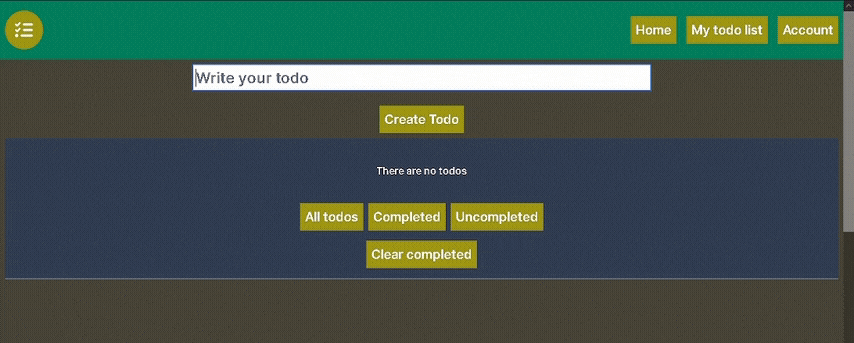 Home My todo list Account
Write your todo
Create Todo
There are no todos
All todos Completed Uncompleted
Clear completed